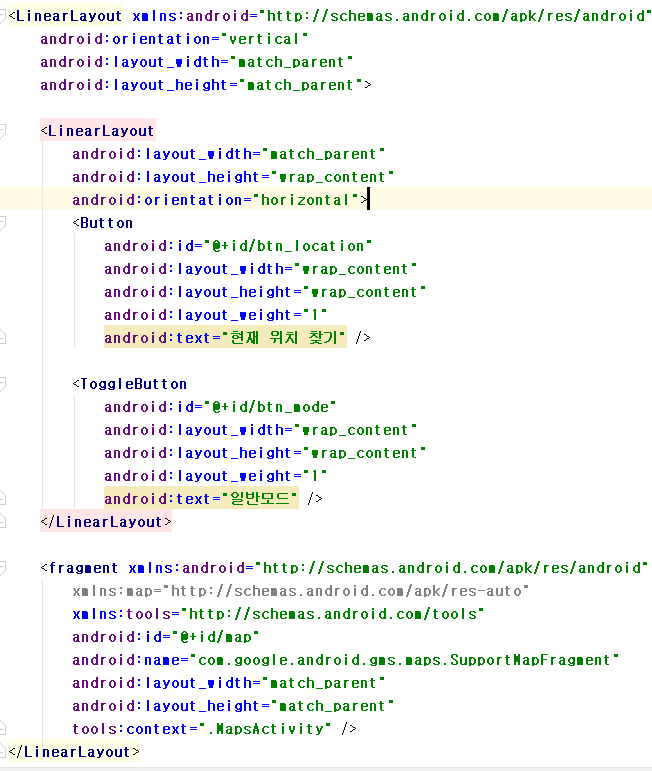 <LinearLayout xmlns:android="http://schemas.android.com/apk/res/android"
    android:orientation="vertical"
    android:layout_width="match_parent"
    android:layout_height="match_parent">

    <LinearLayout
        android:layout_width="match_parent"
        android:layout_height="wrap_content"
        android:orientation="horizontal">
        <Button
            android:id="@+id/btn_location"
            android:layout_width="wrap_content"
            android:layout_height="wrap_content"
            android:layout_weight="1"
            android:text="현재 위치 찾기" />

        <ToggleButton
            android:id="@+id/btn_mode"
            android:layout_width="wrap_content"
            android:layout_height="wrap_content"
            android:layout_weight="1"
            android:text="일반모드" />
    </LinearLayout>

    <fragment xmlns:android="http://schemas.android.com/apk/res/android"
        xmlns:map="http://schemas.android.com/apk/res-auto"
        xmlns:tools="http://schemas.android.com/tools"
        android:id="@+id/map"
        android:name="com.google.android.gms.maps.SupportMapFragment"
        android:layout_width="match_parent"
        android:layout_height="match_parent"
        tools:context=".MapsActivity" />
</LinearLayout>